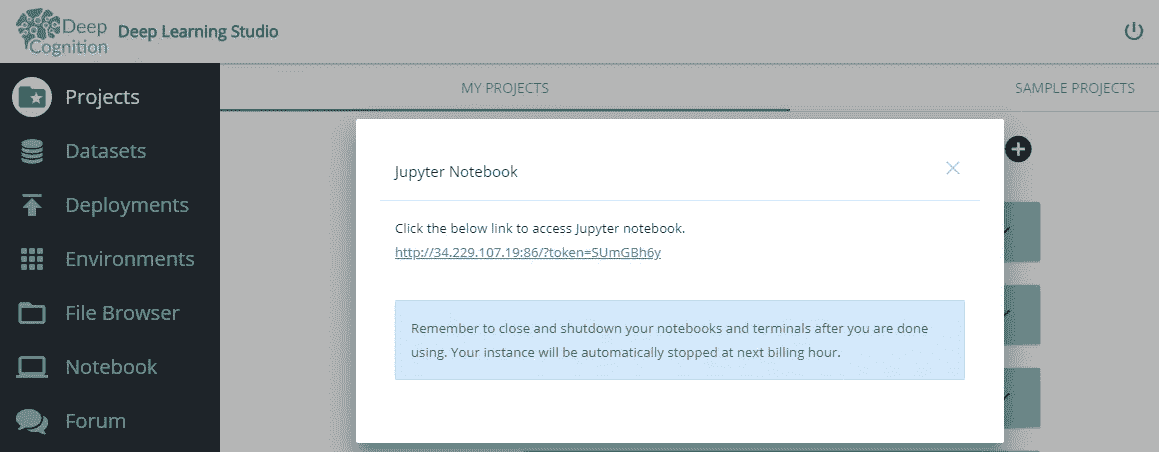 Deep
Cognition
Deep Learning Studio
Projects
Datasets
Deployments
Environments
File Browser
Notebook
Forum
MY PROJECTS
SAMPLE PROJECTS
Jupyter Notebook
Click the below link to access Jupyter notebook.
http://34.229.107.19:86/?token=SUmGBh6y
Remember to close and shutdown your notebooks and terminals after you are done
using. Your instance will be automatically stopped at next billing hour.